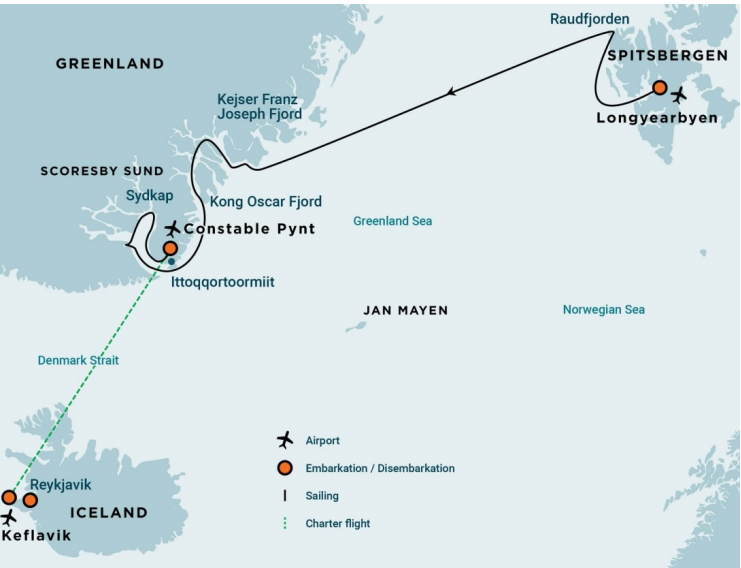 Raudfjorden
SPITSBERGEN
Longyearbyen
GREENLAND
Kejser Franz
Joseph Fjord
SCORESBY SUND
Sydkap
Kong Oscar Fjord
Constable Pynt
Greenland Sea
Ittoqqortoormiit
JAN MAYEN
Norwegian Sea
Denmark Strait
Airport
Embarkation / Disembarkation
Sailing
Charter flight
Reykjavik
ICELAND
Keflavik